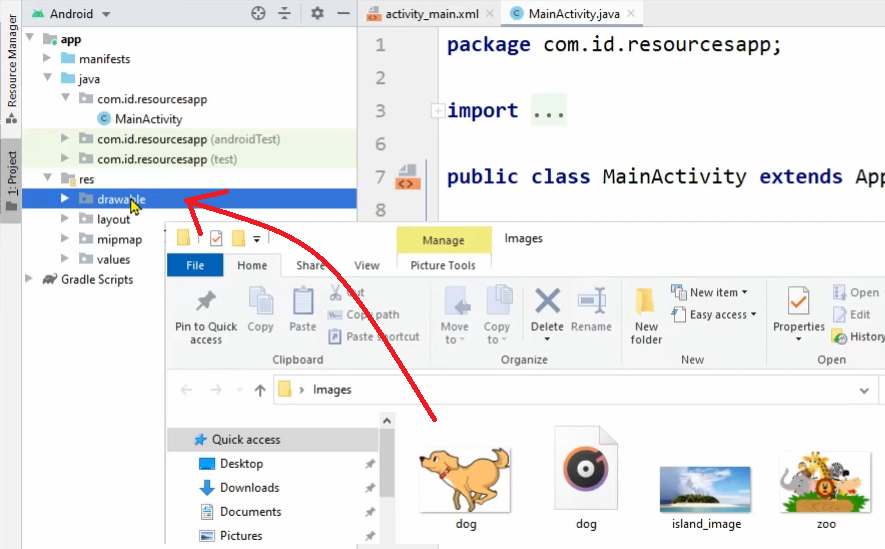 Android
activity_main.xml
MainActivity.java
Resource Manager
1: Project
app
manifests
java
com.id.resourcesapp
MainActivity
com.id.resourcesapp (androidTest)
com.id.resourcesapp (test)
res
drawable
layout
mipmap
values
Gradle Scripts
1 package com.id.resourcesapp;
2
3 import ...
7 public class MainActivity extends App
8
Manage
Images
File
Home
Share
View
Picture Tools
Pin to Quick access
Copy
Paste
Cut
Copy path
Paste shortcut
Clipboard
Move to
Copy to
Delete
Rename
Organize
New folder
New item
Easy access
New
Properties
Open
Edit
History
Open
Images
Quick access
Desktop
Downloads
Documents
Pictures
dog
dog
island_image
zoo